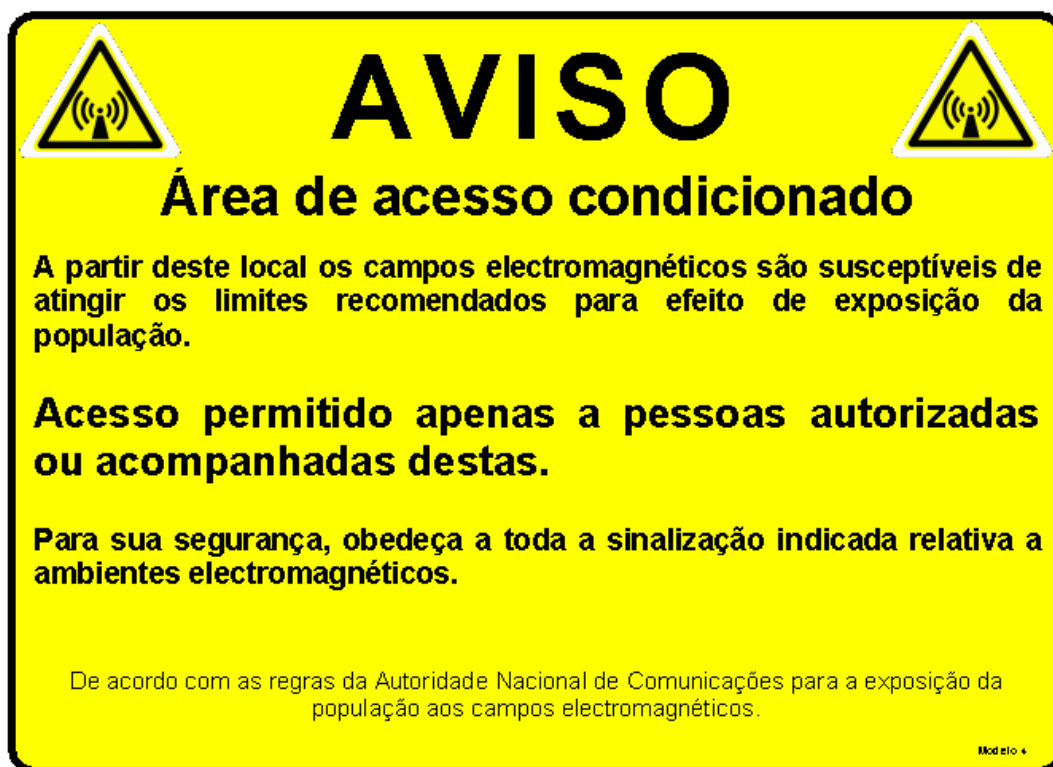 AVISO
Área de acesso condicionado
A partir deste local os campos electromagnéticos são susceptíveis de
atingir os limites recomendados para efeito de exposição da
população.
Acesso permitido apenas a pessoas autorizadas
ou acompanhadas destas.
Para sua segurança, obedeça a toda a sinalização indicada relativa a
ambientes electromagnéticos.
De acordo com as regras da Autoridade Nacional de Comunicações para a exposição da
população aos campos electromagnéticos.
Modelo 4